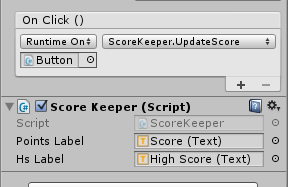 On Click ()
Runtime On
ScoreKeeper.UpdateScore
Button
+ −
Score Keeper (Script)
Script ScoreKeeper
Points Label Score (Text)
Hs Label High Score (Text)